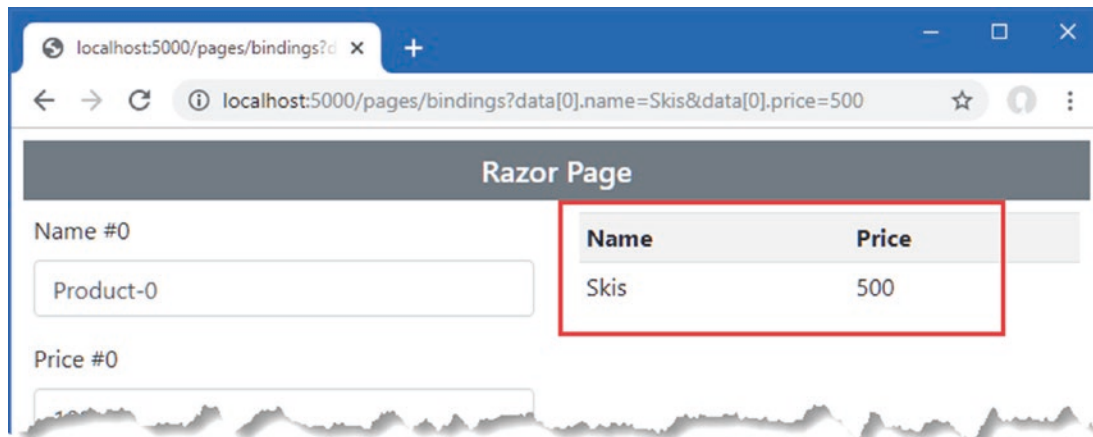 localhost:5000/pages/bindings?d
localhost:5000/pages/bindings?data[0].name=Skis&data[0].price=500
Razor Page
Name #0
Product-0
Price #0
Name Price
Skis 500